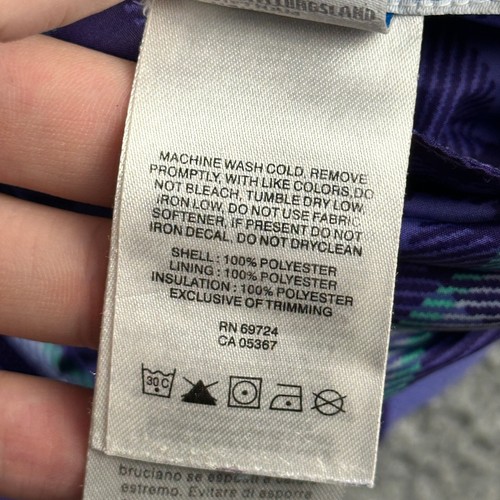 MACHINE WASH COLD, REMOVE
PROMPTLY, WITH LIKE COLORS, DO
NOT BLEACH, TUMBLE DRY LOW,
IRON LOW, DO NOT USE FABRIC
SOFTENER, IF PRESENT DO NOT
IRON DECAL, DO NOT DRYCLEAN
SHELL : 100% POLYESTER
LINING : 100% POLYESTER
INSULATION : 100% POLYESTER
EXCLUSIVE OF TRIMMING
RN 69724
CA 05367
30 C
bruciano se esposte a
estremo. Evitars di esporre